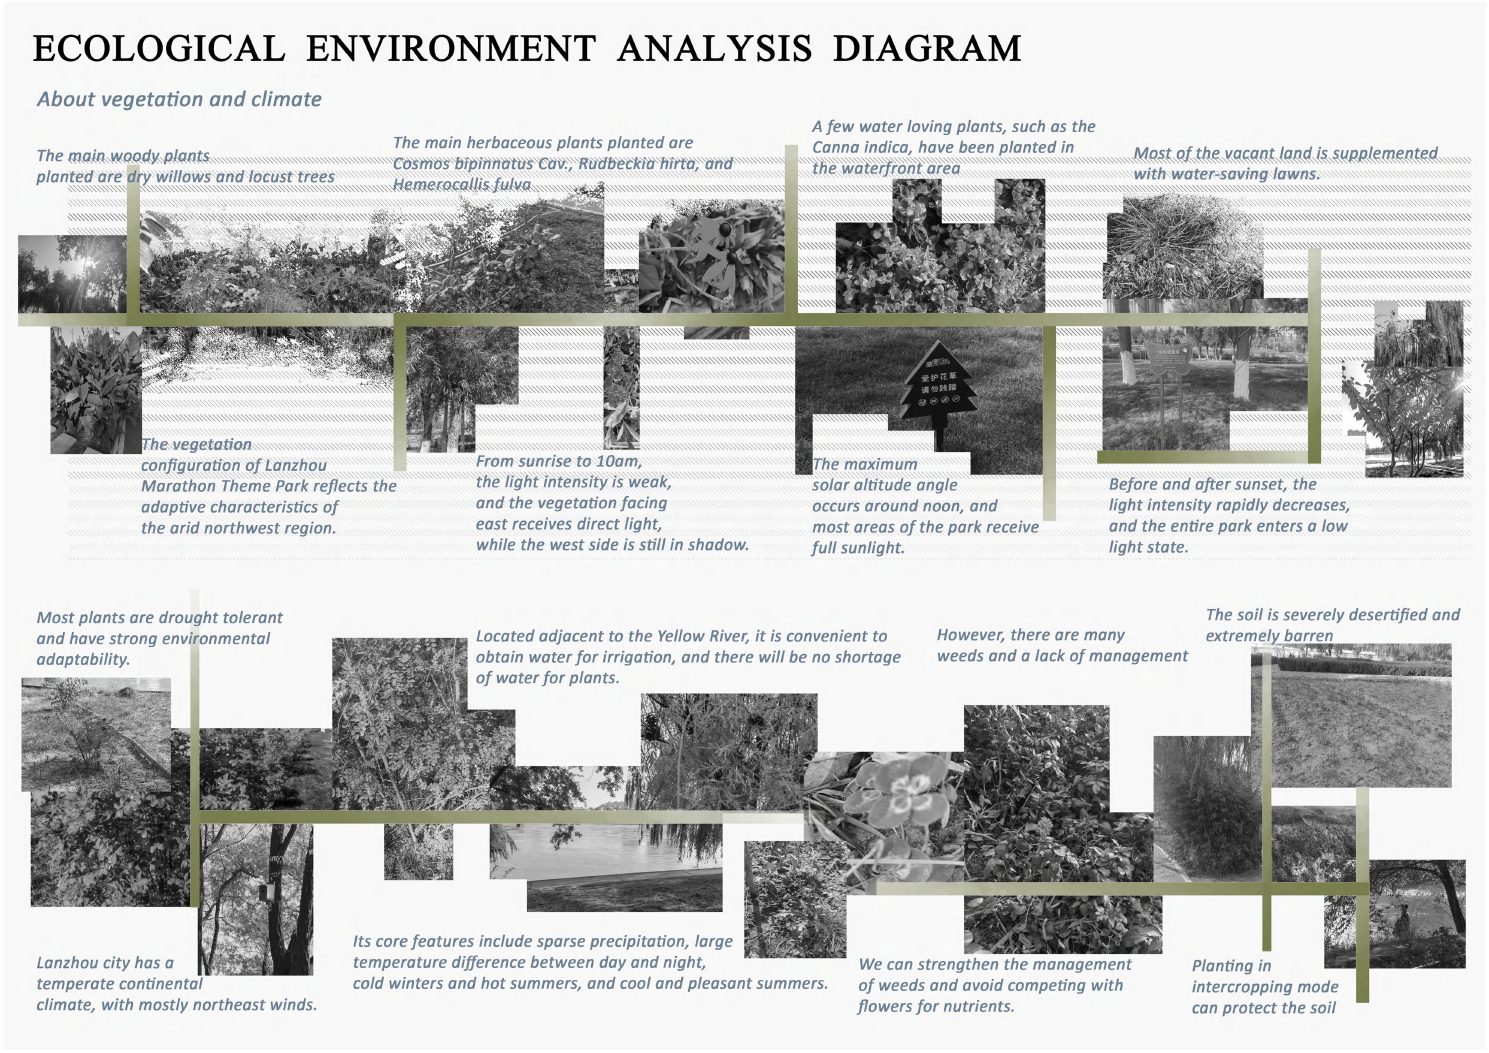 ECOLOGICAL ENVIRONMENT ANALYSIS DIAGRAM
About vegetation and climate
The main woody plants
planted are dry willows and locust trees
The main herbaceous plants planted are
Cosmos bipinnatus Cav., Rudbeckia hirta, and
Hemerocallis fulva
A few water loving plants, such as the
Canna indica, have been planted in
the waterfront area
Most of the vacant land is supplemented
with water-saving lawns.
爱护花草
请勿践踏
The vegetation
configuration of Lanzhou
Marathon Theme Park reflects the
adaptive characteristics of
the arid northwest region.
From sunrise to 10am,
the light intensity is weak,
and the vegetation facing
east receives direct light,
while the west side is still in shadow.
The maximum
solar altitude angle
occurs around noon, and
most areas of the park receive
full sunlight.
Before and after sunset, the
light intensity rapidly decreases,
and the entire park enters a low
light state.
Most plants are drought tolerant
and have strong environmental
adaptability.
Located adjacent to the Yellow River, it is convenient to
obtain water for irrigation, and there will be no shortage
of water for plants.
However, there are many
weeds and a lack of management
The soil is severely desertified and
extremely barren
Lanzhou city has a
temperate continental
climate, with mostly northeast winds.
Its core features include sparse precipitation, large
temperature difference between day and night,
cold winters and hot summers, and cool and pleasant summers.
We can strengthen the management
of weeds and avoid competing with
flowers for nutrients.
Planting in
intercropping mode
can protect the soil